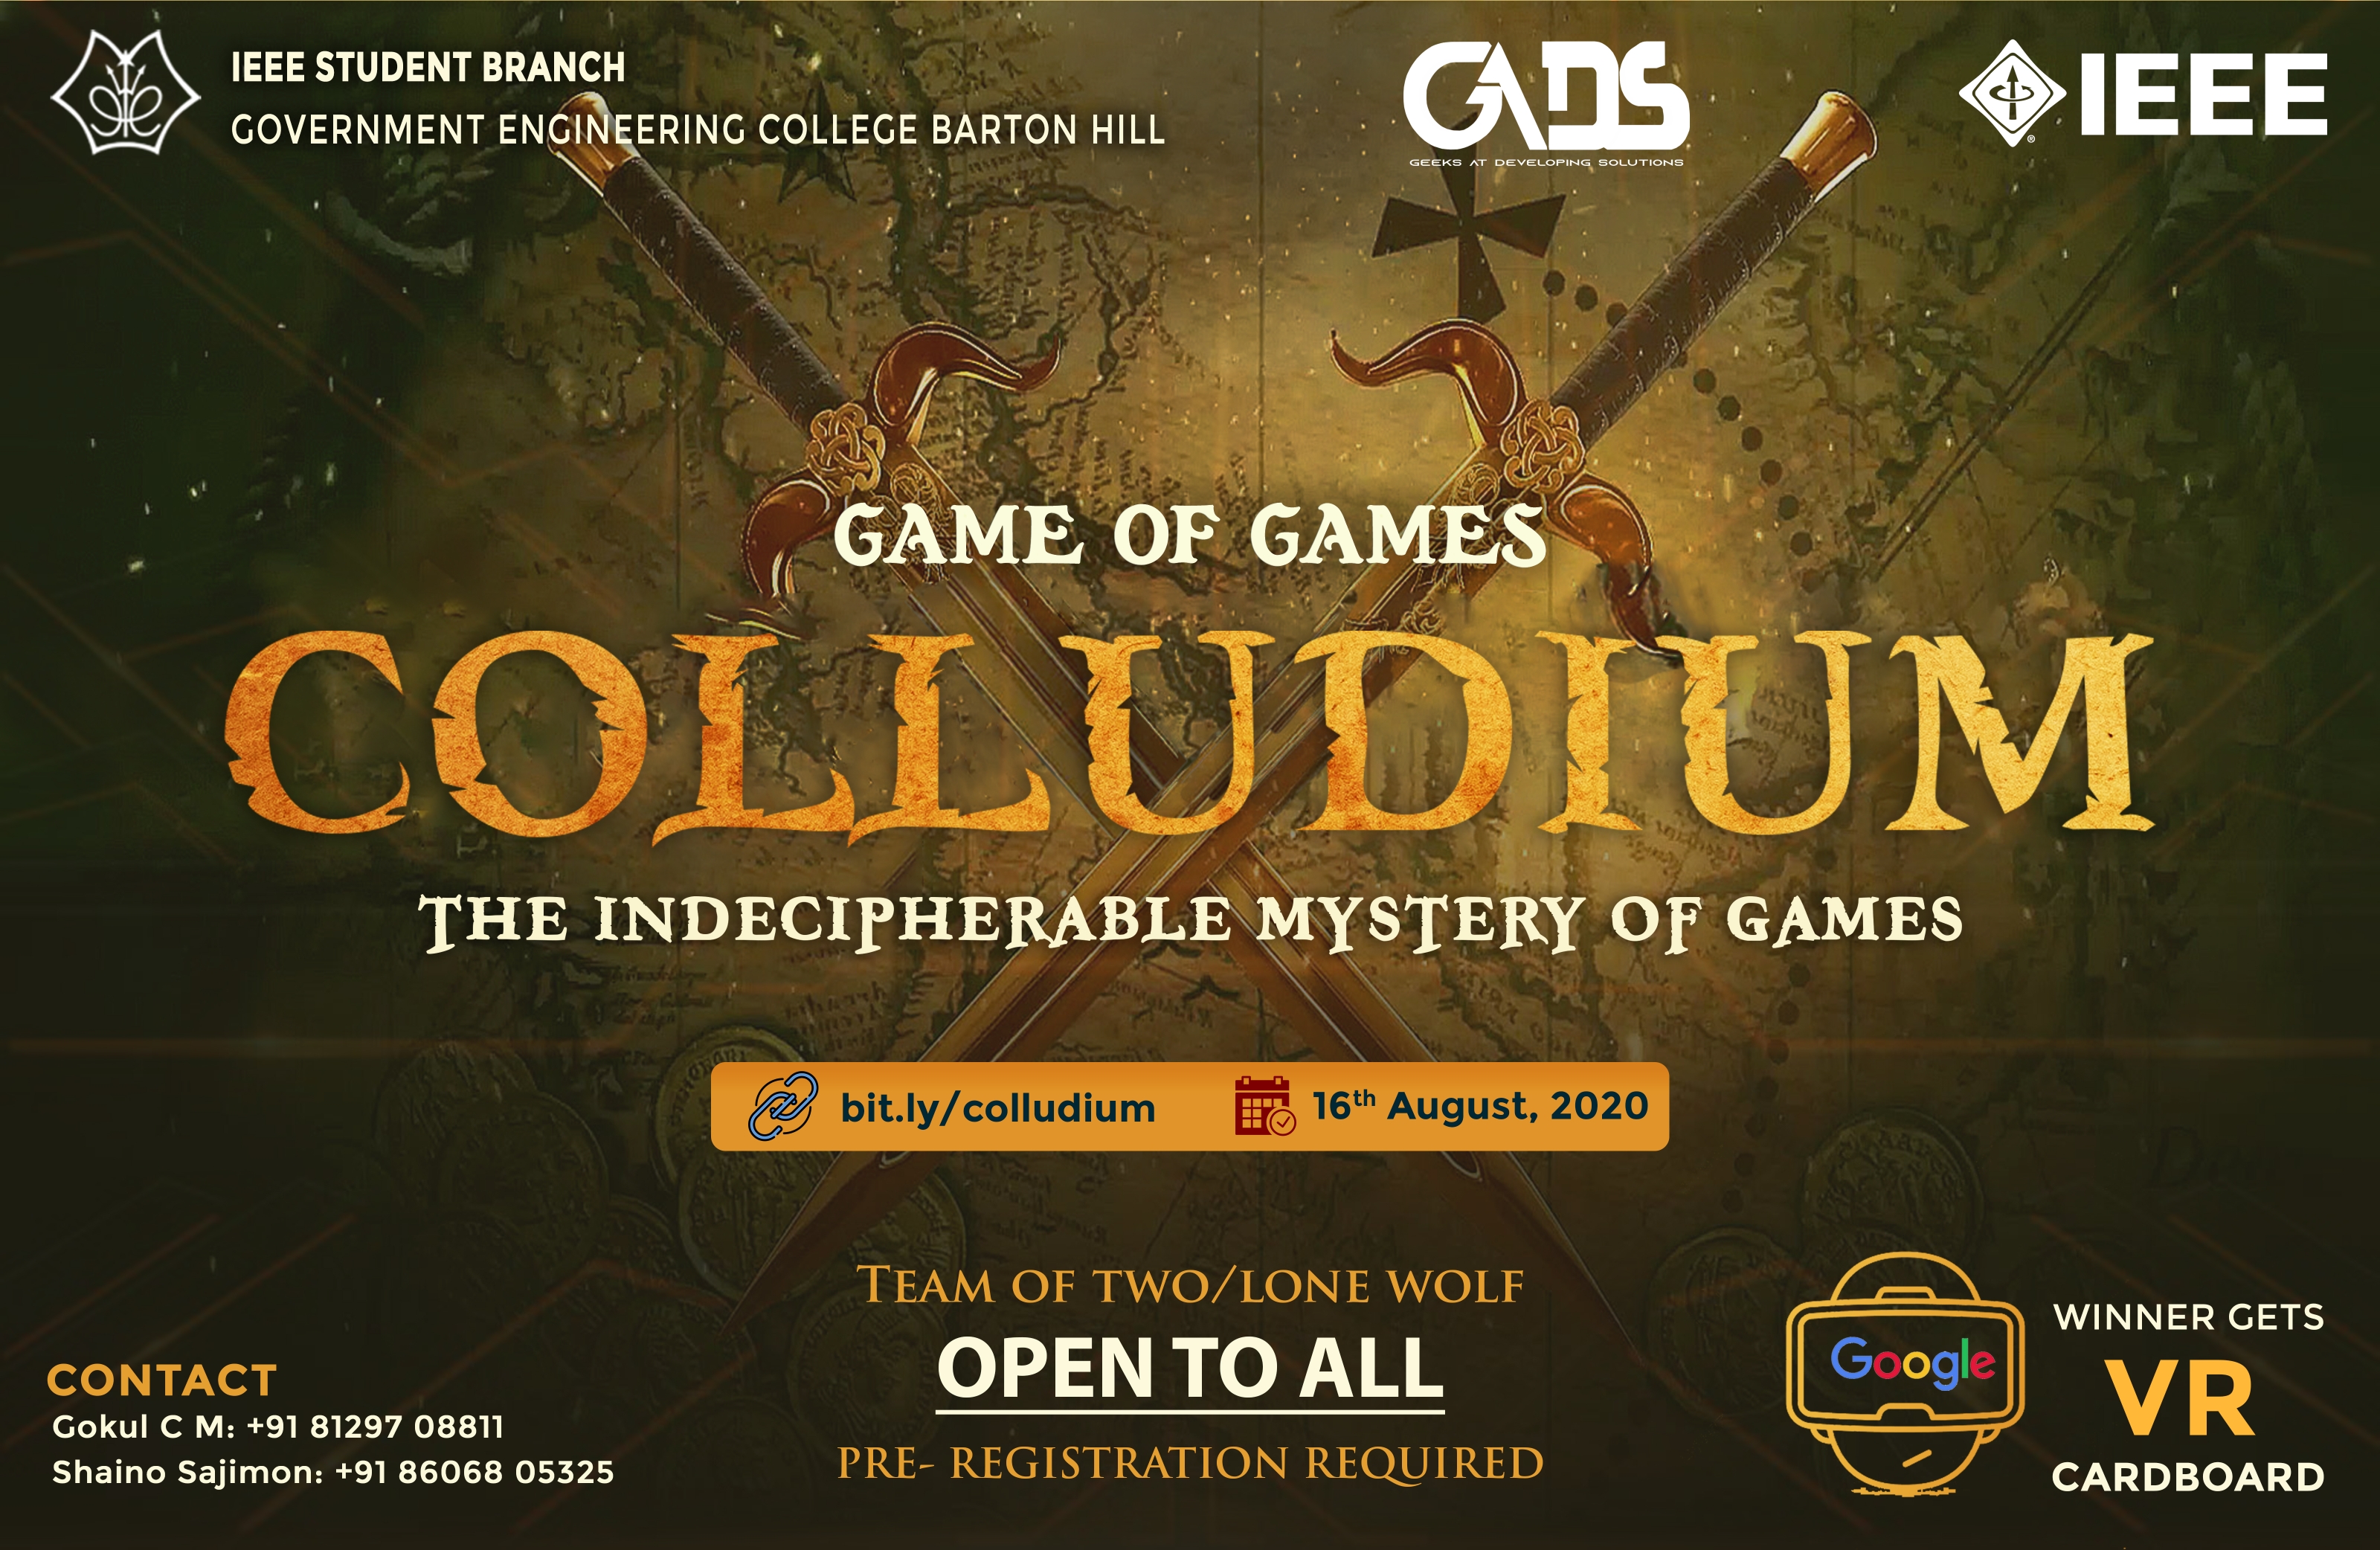 IEEE STUDENT BRANCH
GOVERNMENT ENGINEERING COLLEGE BARTON HILL
GADS
GEEKS AT DEVELOPING SOLUTIONS
IEEE
GAME OF GAMES
COLLUDIUM
THE INDECIPHERABLE MYSTERY OF GAMES
bit.ly/colludium
16th August, 2020
TEAM OF TWO/LONE WOLF
OPEN TO ALL
PRE- REGISTRATION REQUIRED
CONTACT
Gokul C M: +91 81297 08811
Shaino Sajimon: +91 86068 05325
Google
WINNER GETS
VR
CARDBOARD